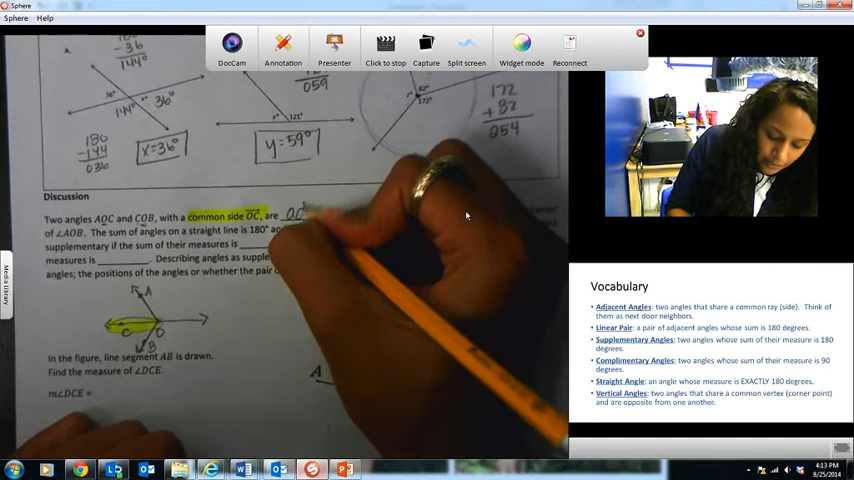 Sphere
Sphere Help
DocCam
Annotation
Presenter
Click to stop
Capture
Split screen
Widget mode
Reconnect
-36
144°
36°
144°
36°
180
-144
036
x=36°
059
121°
y=59°
82°
172°
172
+ 82
254
Discussion
Two angles AOC and COB, with a common side OC, are
of ∠AOB. The sum of angles on a straight line is 180°
supplementary if the sum of their measures is
measures is ________. Describing angles as supple
angles; the positions of the angles or whether the pair
A
C
O
B
In the figure, line segment AB is drawn.
Find the measure of ∠DCE.
m∠DCE =
A
Media Library
Vocabulary
• Adjacent Angles: two angles that share a common ray (side). Think of
them as next door neighbors.
• Linear Pair: a pair of adjacent angles whose sum is 180 degrees.
• Supplementary Angles: two angles whose sum of their measure is 180
degrees.
• Complimentary Angles: two angles whose sum of their measure is 90
degrees.
• Straight Angle: an angle whose measure is EXACTLY 180 degrees.
• Vertical Angles: two angles that share a common vertex (corner point)
and are opposite from one another.
4:13 PM
8/25/2014